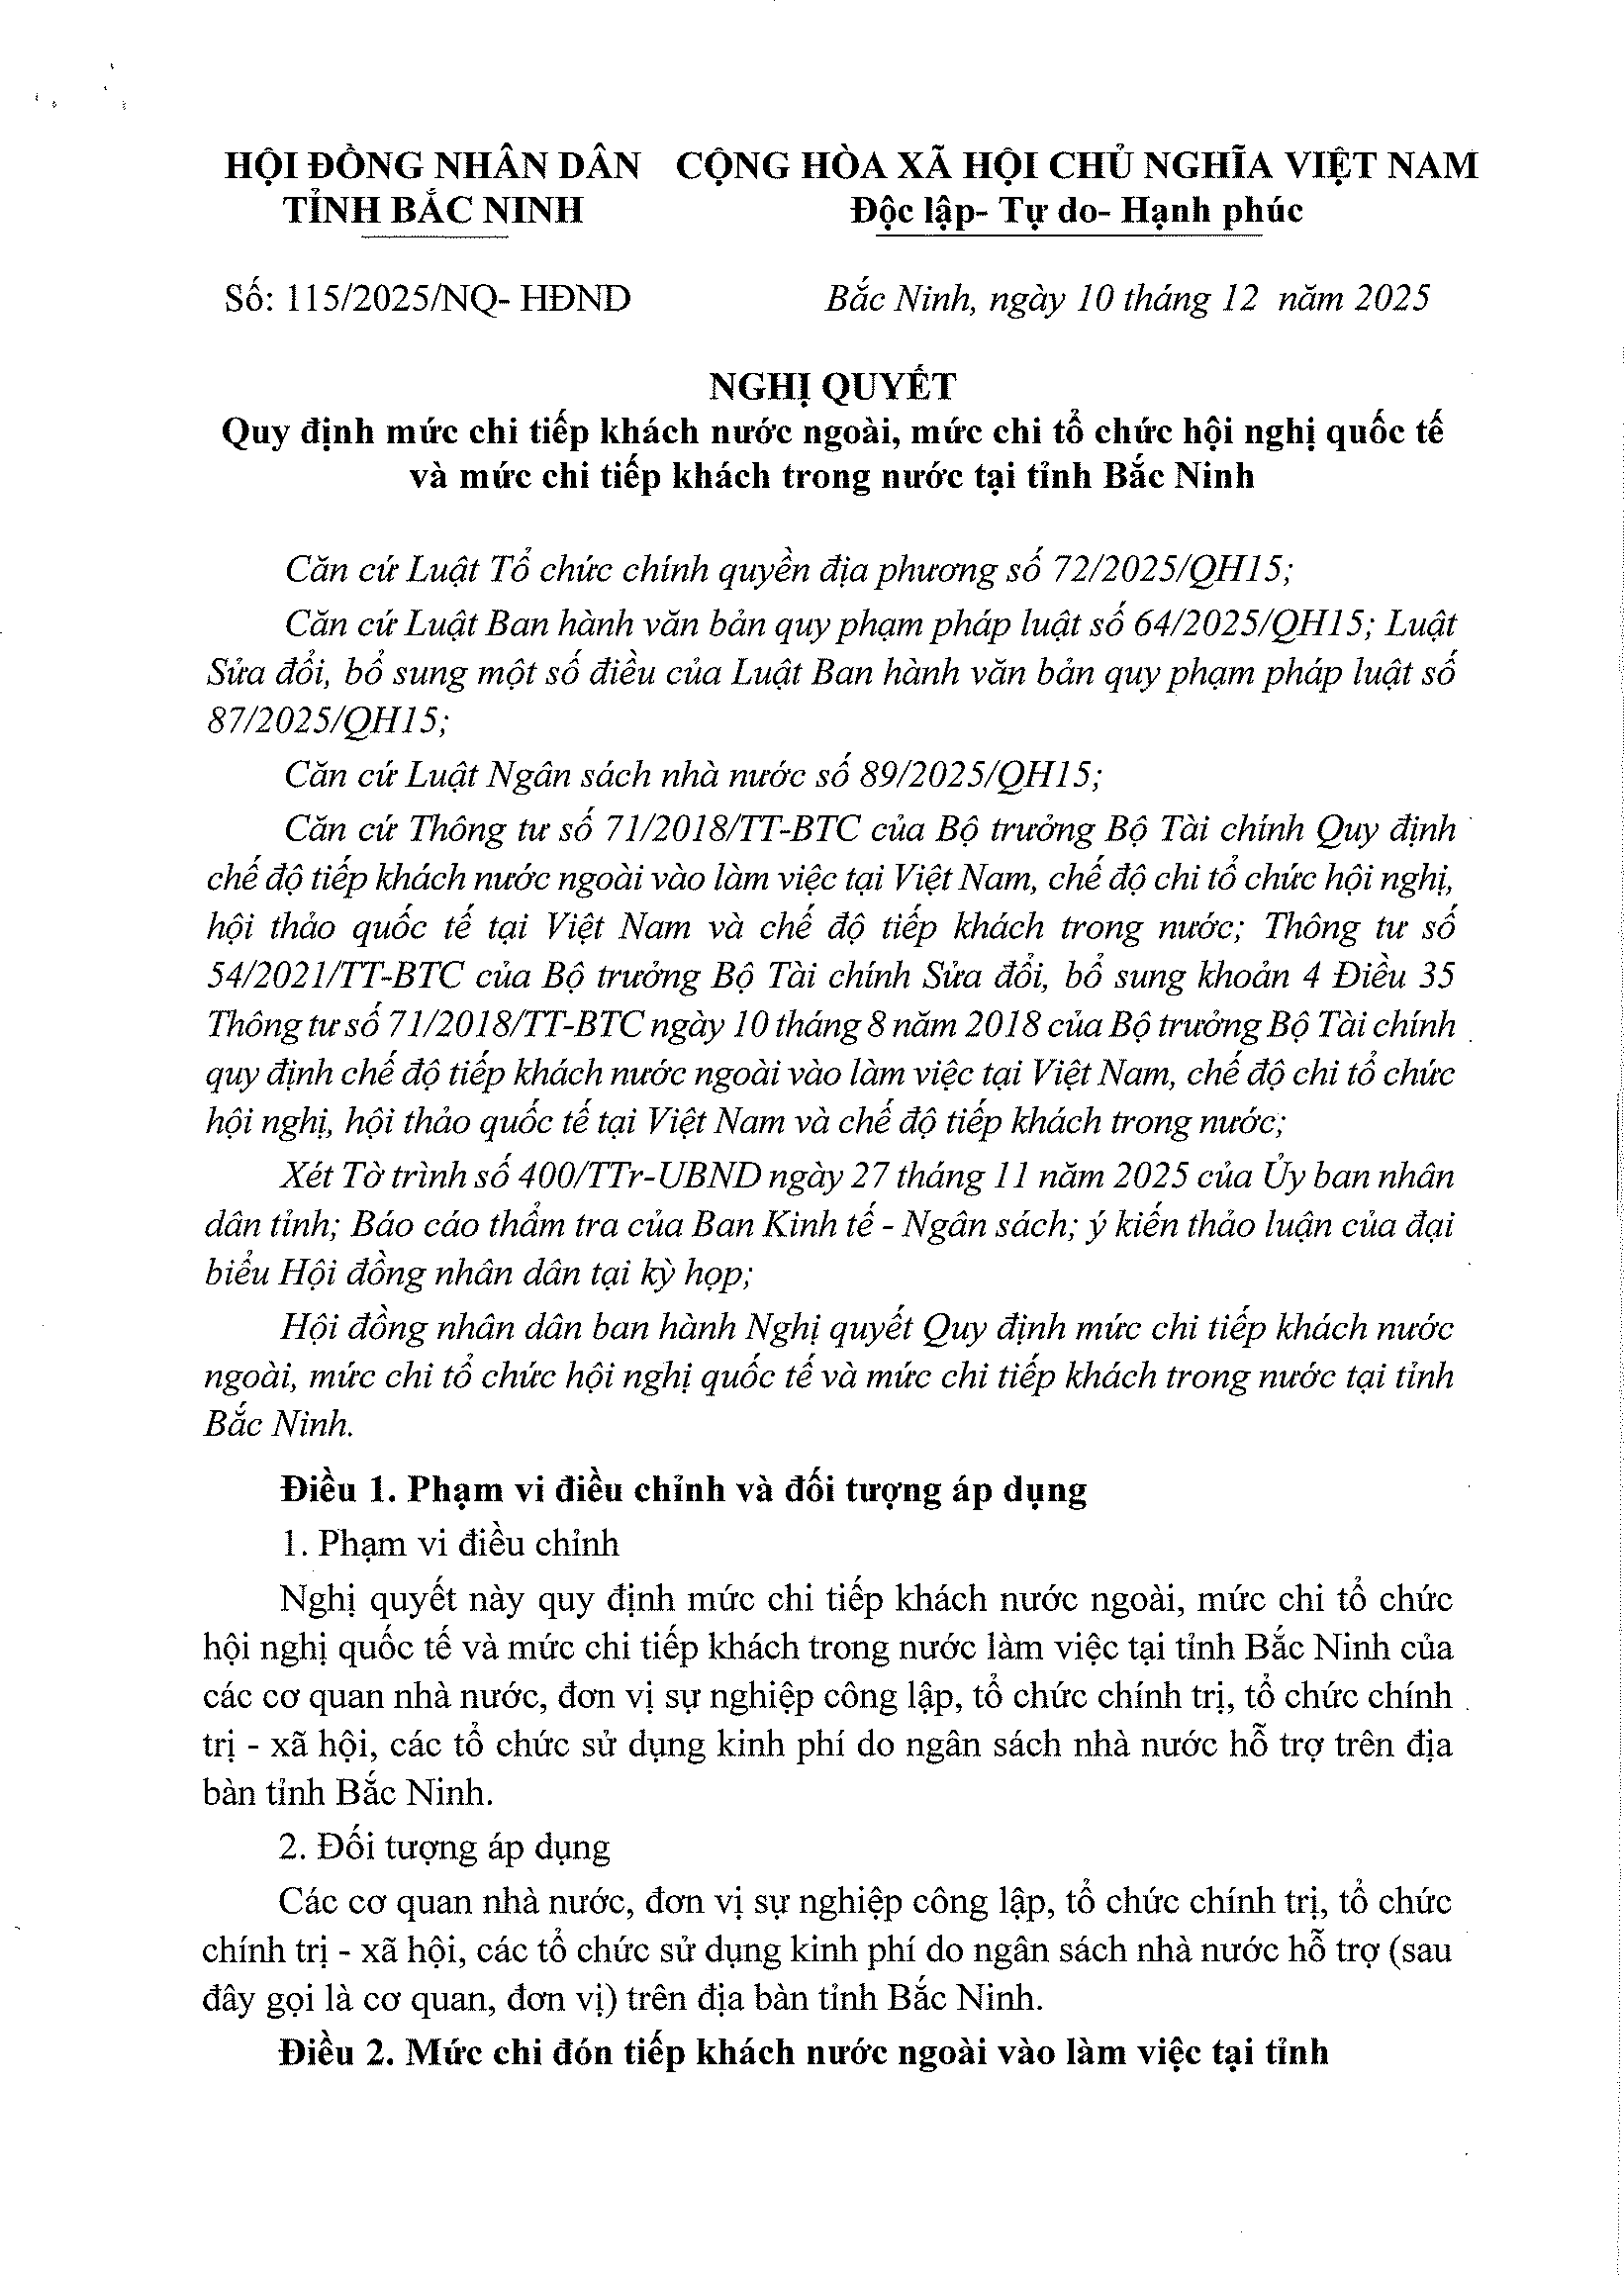 HỘI ĐỒNG NHÂN DÂN
TỈNH BẮC NINH
CỘNG HÒA XÃ HỘI CHỦ NGHĨA VIỆT NAM
Độc lập- Tự do- Hạnh phúc
Số: 115/2025/NQ- HĐND
Bắc Ninh, ngày 10 tháng 12 năm 2025
NGHỊ QUYẾT
Quy định mức chi tiếp khách nước ngoài, mức chi tổ chức hội nghị quốc tế
và mức chi tiếp khách trong nước tại tỉnh Bắc Ninh
Căn cứ Luật Tổ chức chính quyền địa phương số 72/2025/QH15;
Căn cứ Luật Ban hành văn bản quy phạm pháp luật số 64/2025/QH15; Luật
Sửa đổi, bổ sung một số điều của Luật Ban hành văn bản quy phạm pháp luật số
87/2025/QH15;
Căn cứ Luật Ngân sách nhà nước số 89/2025/QH15;
Căn cứ Thông tư số 71/2018/TT-BTC của Bộ trưởng Bộ Tài chính Quy định
chế độ tiếp khách nước ngoài vào làm việc tại Việt Nam, chế độ chi tổ chức hội nghị,
hội thảo quốc tế tại Việt Nam và chế độ tiếp khách trong nước; Thông tư số
54/2021/TT-BTC của Bộ trưởng Bộ Tài chính Sửa đổi, bổ sung khoản 4 Điều 35
Thông tư số 71/2018/TT-BTC ngày 10 tháng 8 năm 2018 của Bộ trưởng Bộ Tài chính
quy định chế độ tiếp khách nước ngoài vào làm việc tại Việt Nam, chế độ chi tổ chức
hội nghị, hội thảo quốc tế tại Việt Nam và chế độ tiếp khách trong nước;
Xét Tờ trình số 400/TTr-UBND ngày 27 tháng 11 năm 2025 của Ủy ban nhân
dân tỉnh; Báo cáo thẩm tra của Ban Kinh tế - Ngân sách; ý kiến thảo luận của đại
biểu Hội đồng nhân dân tại kỳ họp;
Hội đồng nhân dân ban hành Nghị quyết Quy định mức chi tiếp khách nước
ngoài, mức chi tổ chức hội nghị quốc tế và mức chi tiếp khách trong nước tại tỉnh
Bắc Ninh.
Điều 1. Phạm vi điều chỉnh và đối tượng áp dụng
1. Phạm vi điều chỉnh
Nghị quyết này quy định mức chi tiếp khách nước ngoài, mức chi tổ chức
hội nghị quốc tế và mức chi tiếp khách trong nước làm việc tại tỉnh Bắc Ninh của
các cơ quan nhà nước, đơn vị sự nghiệp công lập, tổ chức chính trị, tổ chức chính
trị - xã hội, các tổ chức sử dụng kinh phí do ngân sách nhà nước hỗ trợ trên địa
bàn tỉnh Bắc Ninh.
2. Đối tượng áp dụng
Các cơ quan nhà nước, đơn vị sự nghiệp công lập, tổ chức chính trị, tổ chức
chính trị - xã hội, các tổ chức sử dụng kinh phí do ngân sách nhà nước hỗ trợ (sau
đây gọi là cơ quan, đơn vị) trên địa bàn tỉnh Bắc Ninh.
Điều 2. Mức chi đón tiếp khách nước ngoài vào làm việc tại tỉnh